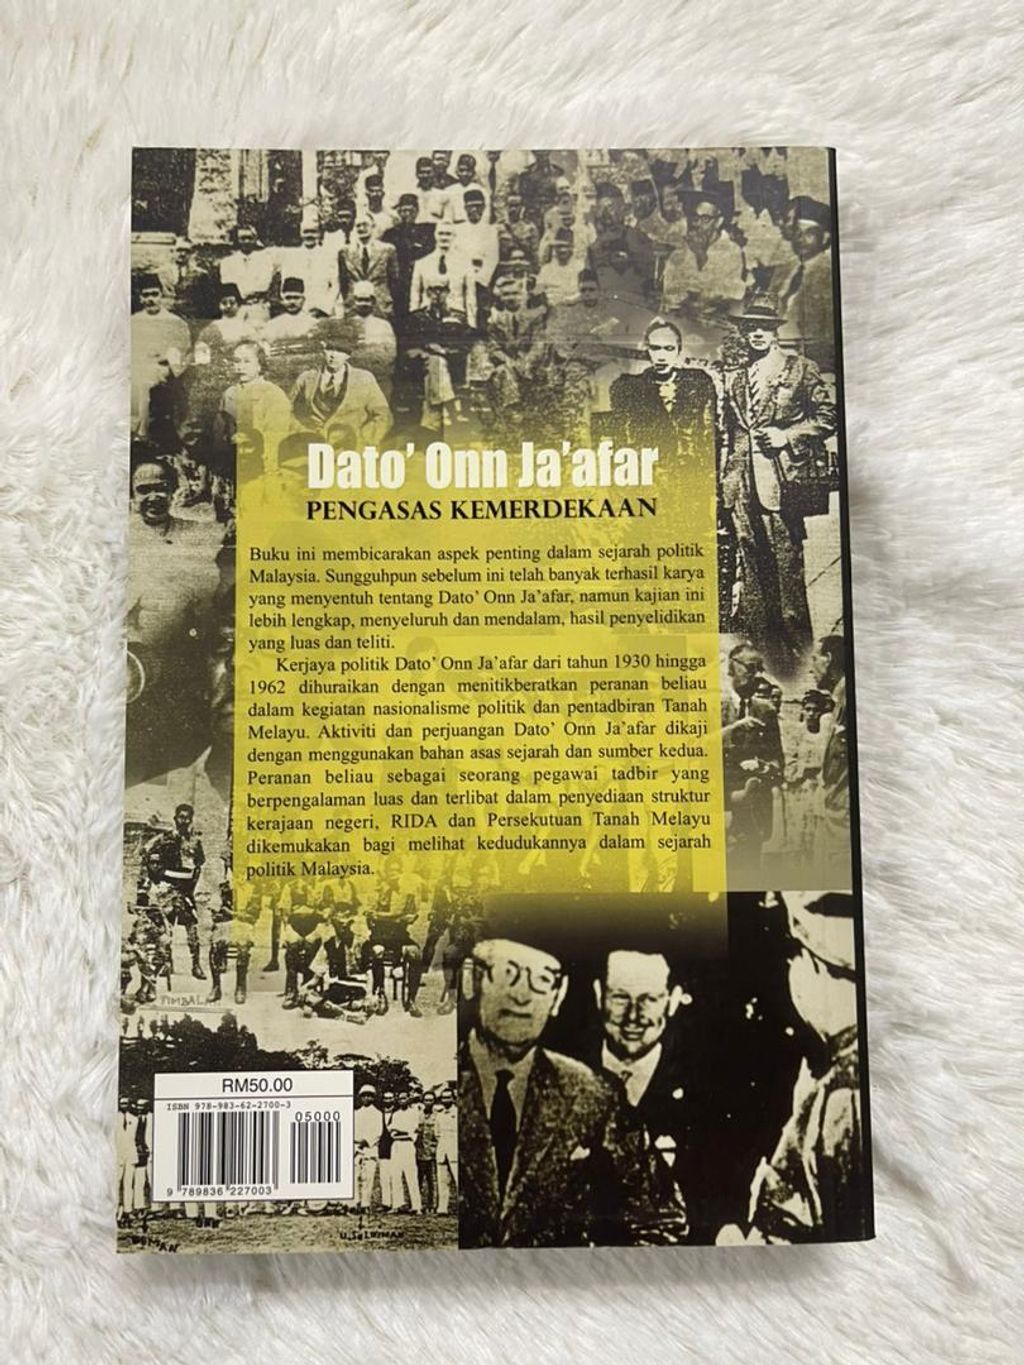 Dato' Onn Ja'afar
PENGASAS KEMERDEKAAN
Buku ini membicarakan aspek penting dalam sejarah politik
Malaysia. Sungguhpun sebelum ini telah banyak terhasil karya
yang menyentuh tentang Dato' Onn Ja'afar, namun kajian ini
lebih lengkap, menyeluruh dan mendalam, hasil penyelidikan
yang luas dan teliti.
Kerjaya politik Dato' Onn Ja'afar dari tahun 1930 hingga
1962 dihuraikan dengan menitikberatkan peranan beliau
dalam kegiatan nasionalisme politik dan pentadbiran Tanah
Melayu. Aktiviti dan perjuangan Dato' Onn Ja'afar dikaji
dengan menggunakan bahan asas sejarah dan sumber kedua.
Peranan beliau sebagai seorang pegawai tadbir yang
berpengalaman luas dan terlibat dalam penyediaan struktur
kerajaan negeri, RIDA dan Persekutuan Tanah Melayu
dikemukakan bagi melihat kedudukannya dalam sejarah
politik Malaysia.
RM50.00
ISBN 978-983-62-2700-3
05000
9 789836 227003